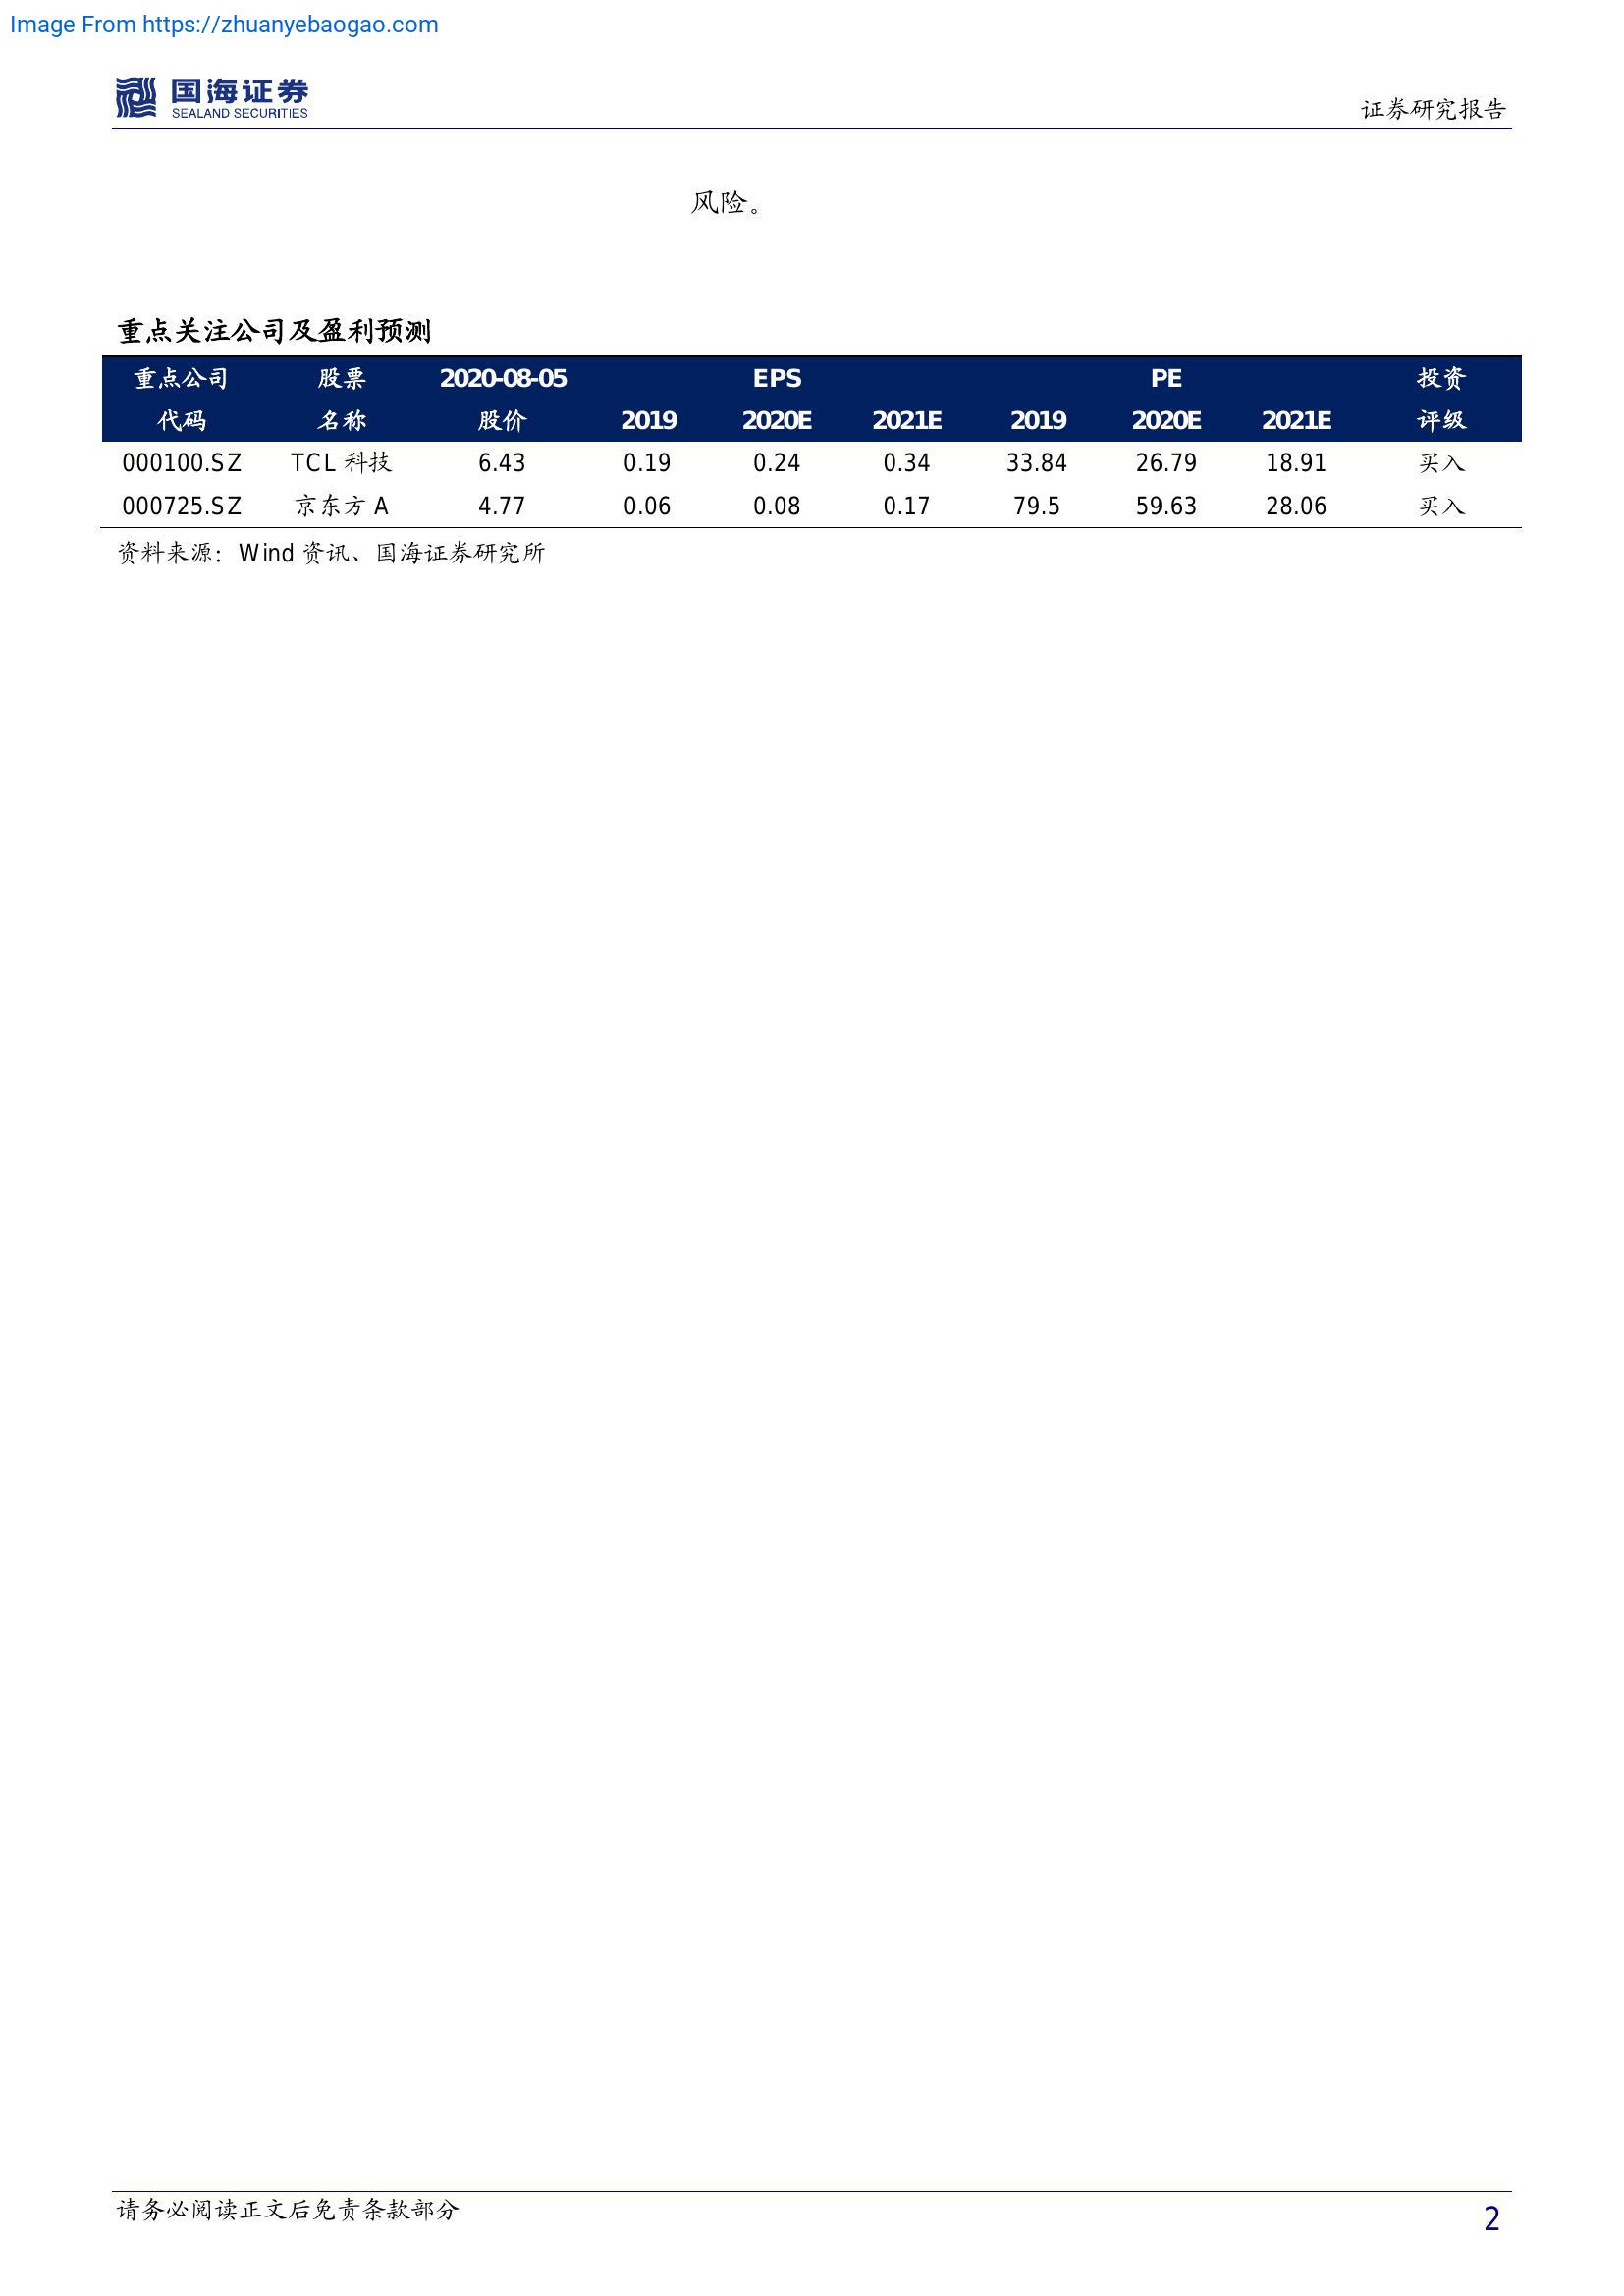 Image From https://zhuanyebaogao.com
国海证券
SEALAND SECURITIES
证券研究报告
风险。
重点关注公司及盈利预测
重点公司 股票 2020-08-05 EPS PE 投资
代码 名称 股价 2019 2020E 2021E 2019 2020E 2021E 评级
000100.SZ TCL 科技 6.43 0.19 0.24 0.34 33.84 26.79 18.91 买入
000725.SZ 京东方 A 4.77 0.06 0.08 0.17 79.5 59.63 28.06 买入
资料来源：Wind 资讯、国海证券研究所
请务必阅读正文后免责条款部分
2